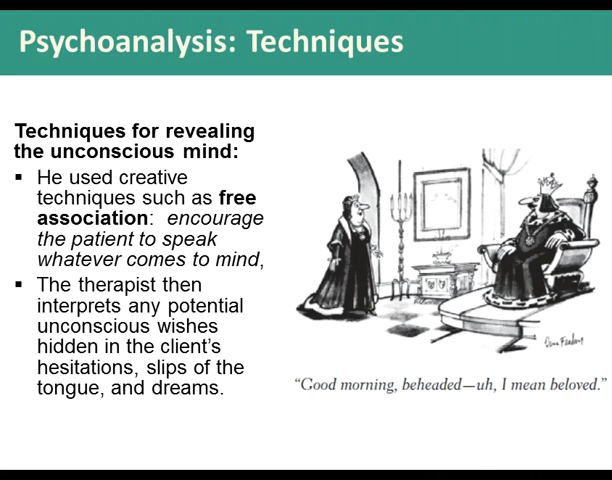 Psychoanalysis: Techniques
Techniques for revealing
the unconscious mind:
▪ He used creative
techniques such as free
association: encourage
the patient to speak
whatever comes to mind,
▪ The therapist then
interprets any potential
unconscious wishes
hidden in the client’s
hesitations, slips of the
tongue, and dreams.
“Good morning, beheaded—uh, I mean beloved.”